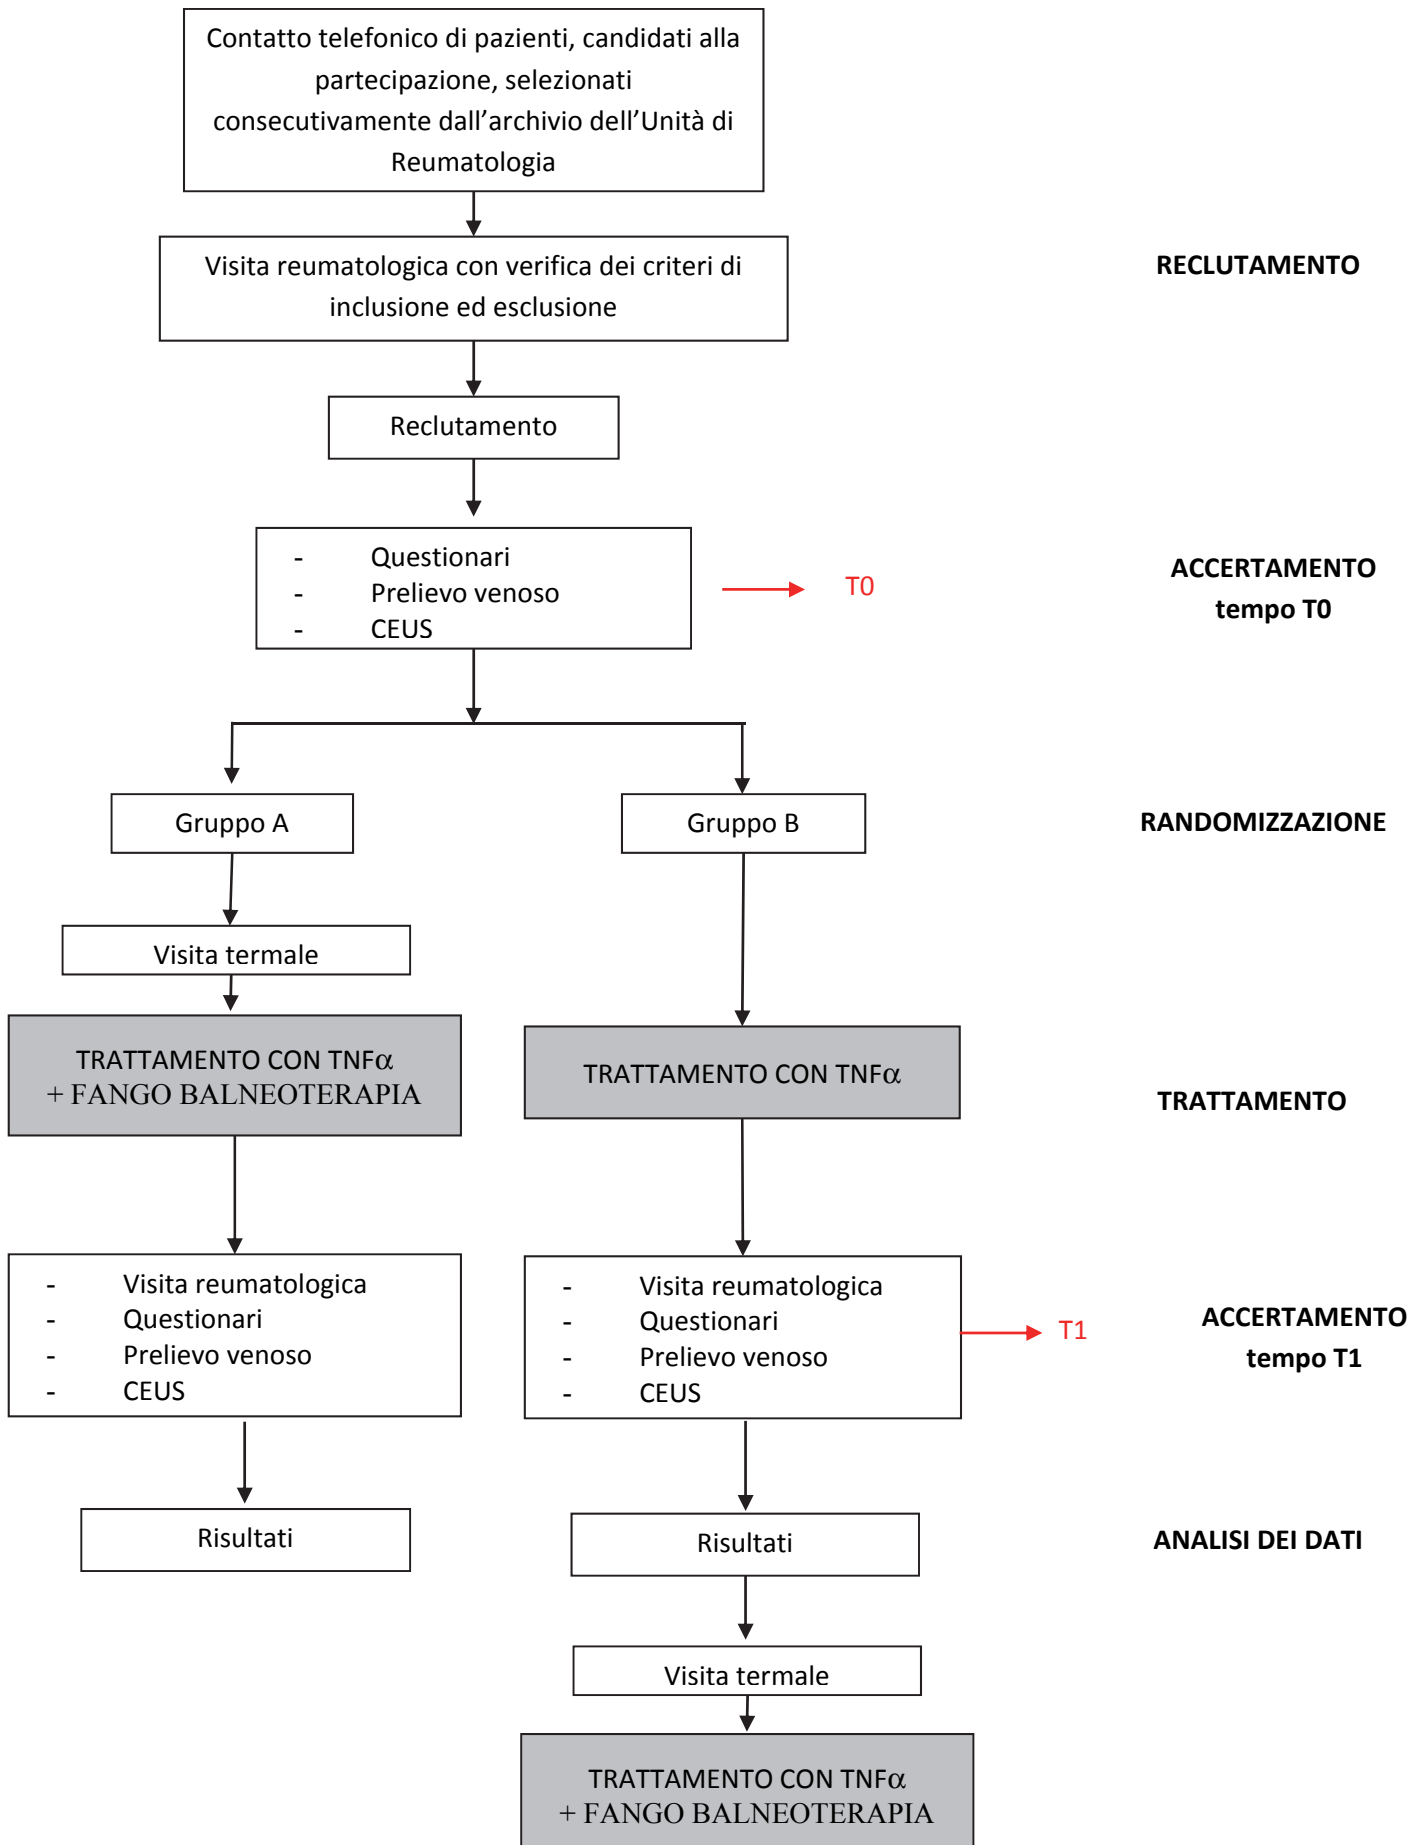 Contatto telefonico di pazienti, candidati alla
partecipazione, selezionati
consecutivamente dall’archivio dell’Unità di
Reumatologia
Visita reumatologica con verifica dei criteri di
inclusione ed esclusione
RECLUTAMENTO
Reclutamento
- Questionari
- Prelievo venoso
- CEUS
T0
ACCERTAMENTO
tempo T0
Gruppo A
Gruppo B
RANDOMIZZAZIONE
Visita termale
TRATTAMENTO CON TNFα
+ FANGO BALNEOTERAPIA
TRATTAMENTO CON TNFα
TRATTAMENTO
- Visita reumatologica
- Questionari
- Prelievo venoso
- CEUS
- Visita reumatologica
- Questionari
- Prelievo venoso
- CEUS
T1
ACCERTAMENTO
tempo T1
Risultati
Risultati
ANALISI DEI DATI
Visita termale
TRATTAMENTO CON TNFα
+ FANGO BALNEOTERAPIA